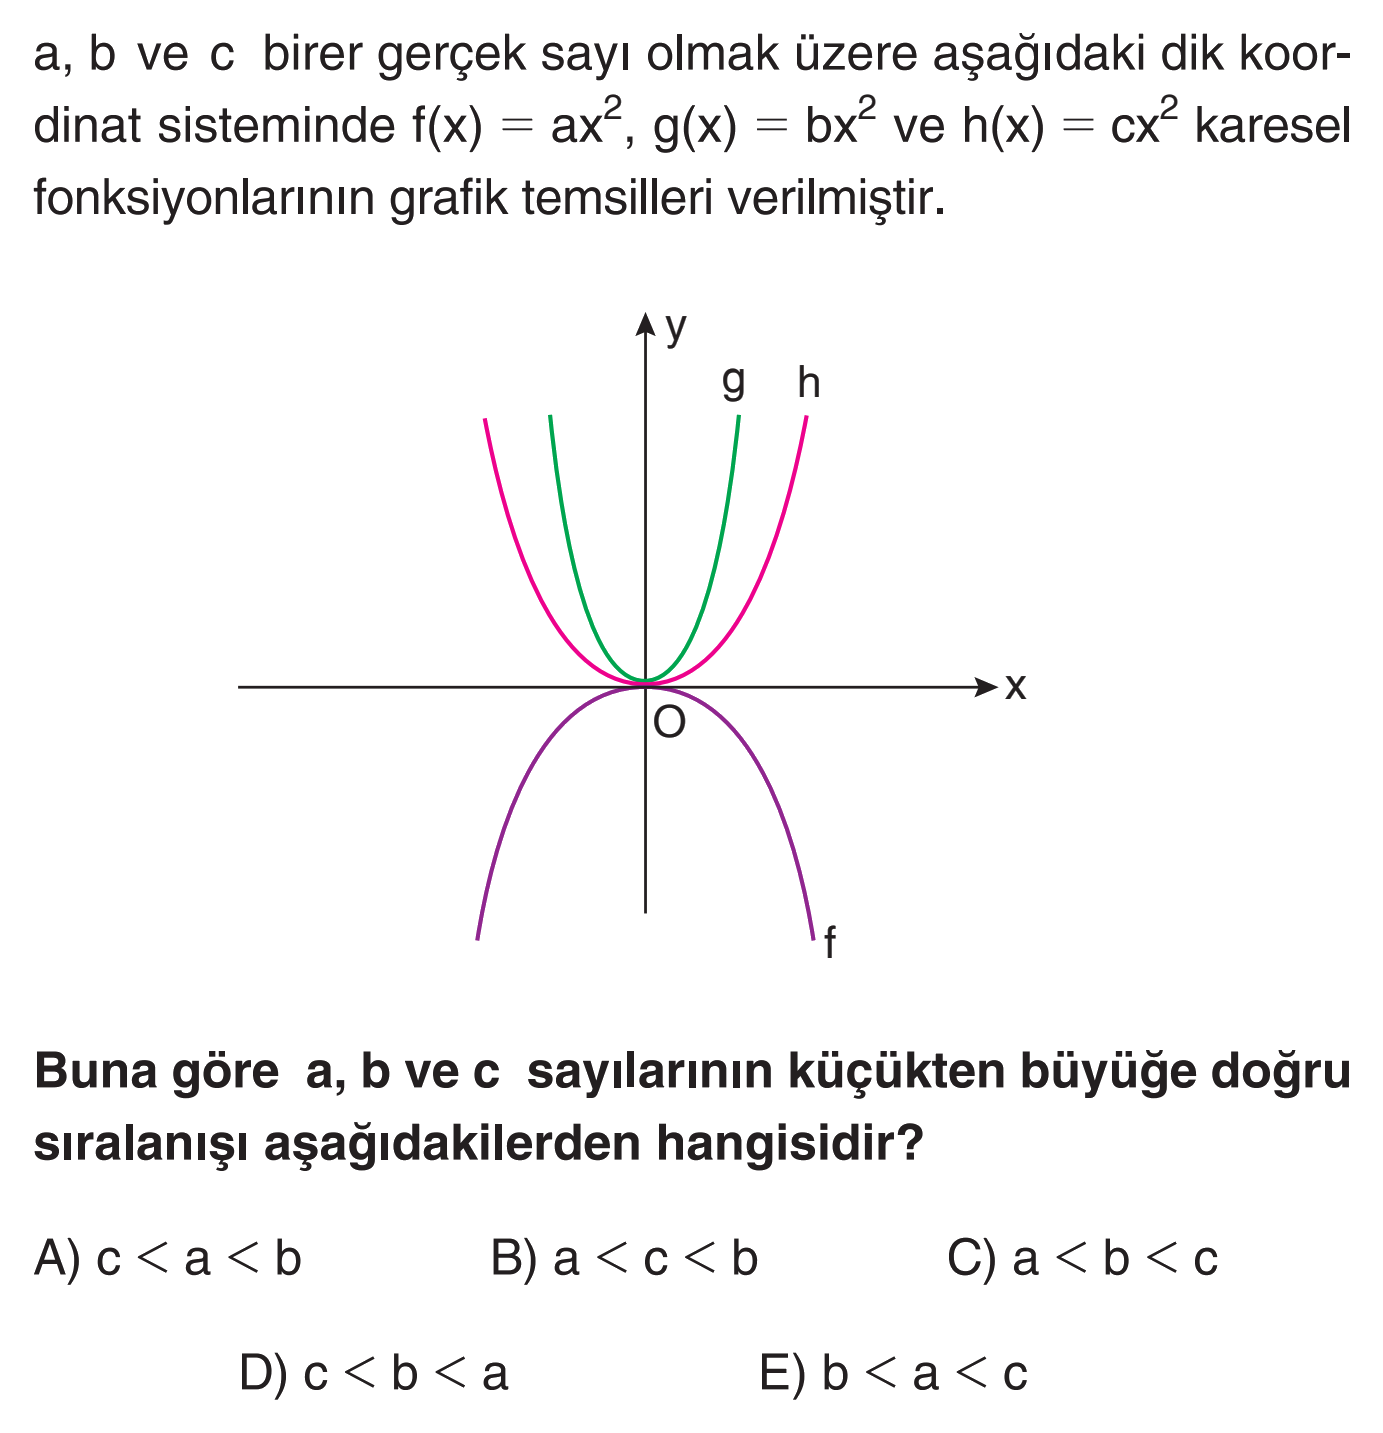 a, b ve c birer gerçek sayı olmak üzere aşağıdaki dik koor-
dinat sisteminde f(x) = ax², g(x) = bx² ve h(x) = cx² karesel
fonksiyonlarının grafik temsilleri verilmiştir.
y
g h
x
O
f
Buna göre a, b ve c sayılarının küçükten büyüğe doğru
sıralanışı aşağıdakilerden hangisidir?
A) c < a < b B) a < c < b C) a < b < c
D) c < b < a E) b < a < c